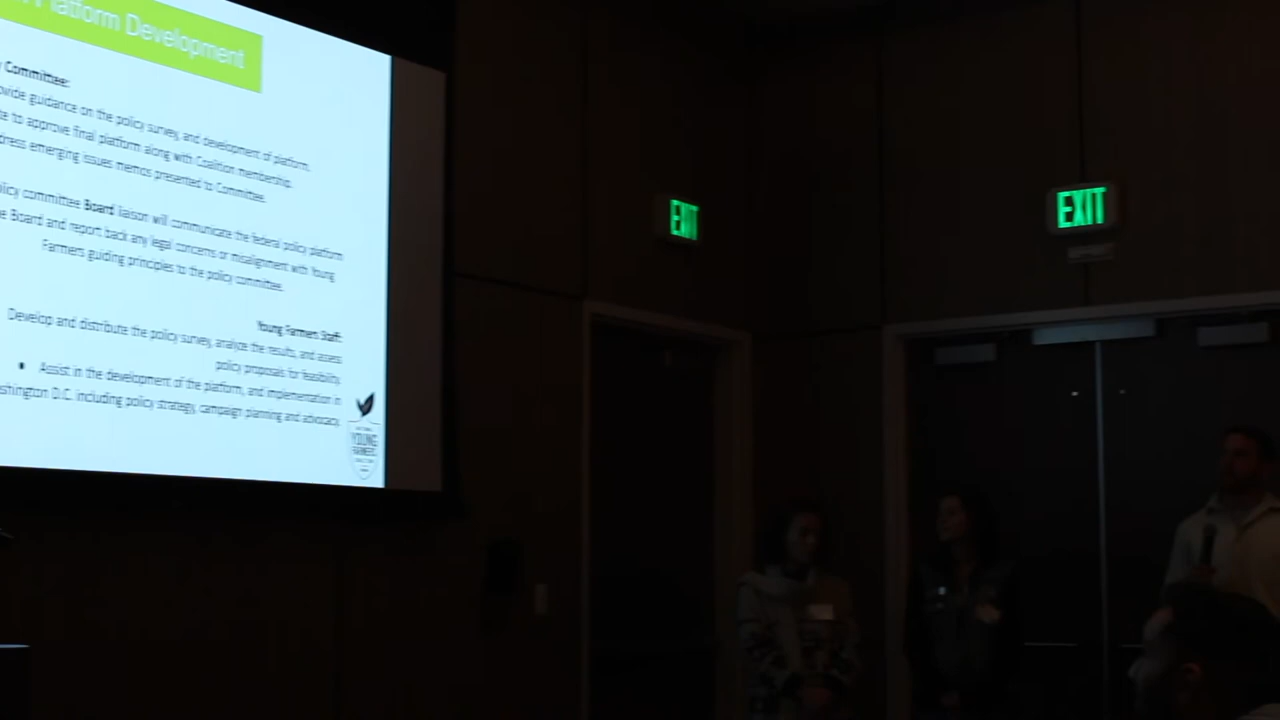 Platform Development
Committee:
guidance on the policy survey, and development of platform.
to approve final platform along with Coalition membership.
emerging issues memos presented to Committee.
committee Board liaison will communicate the federal policy platform
Board and report back any legal concerns or misalignment with Young
Farmers guiding principles to the policy committee.
Young Farmers Staff:
Develop and distribute the policy survey, analyze the results, and assess
policy proposals for feasibility.
• Assist in the development of the platform, and implementation in
D.C. including policy strategy, campaign planning and advocacy.
YOUNG
FARMERS
EXIT
EXIT